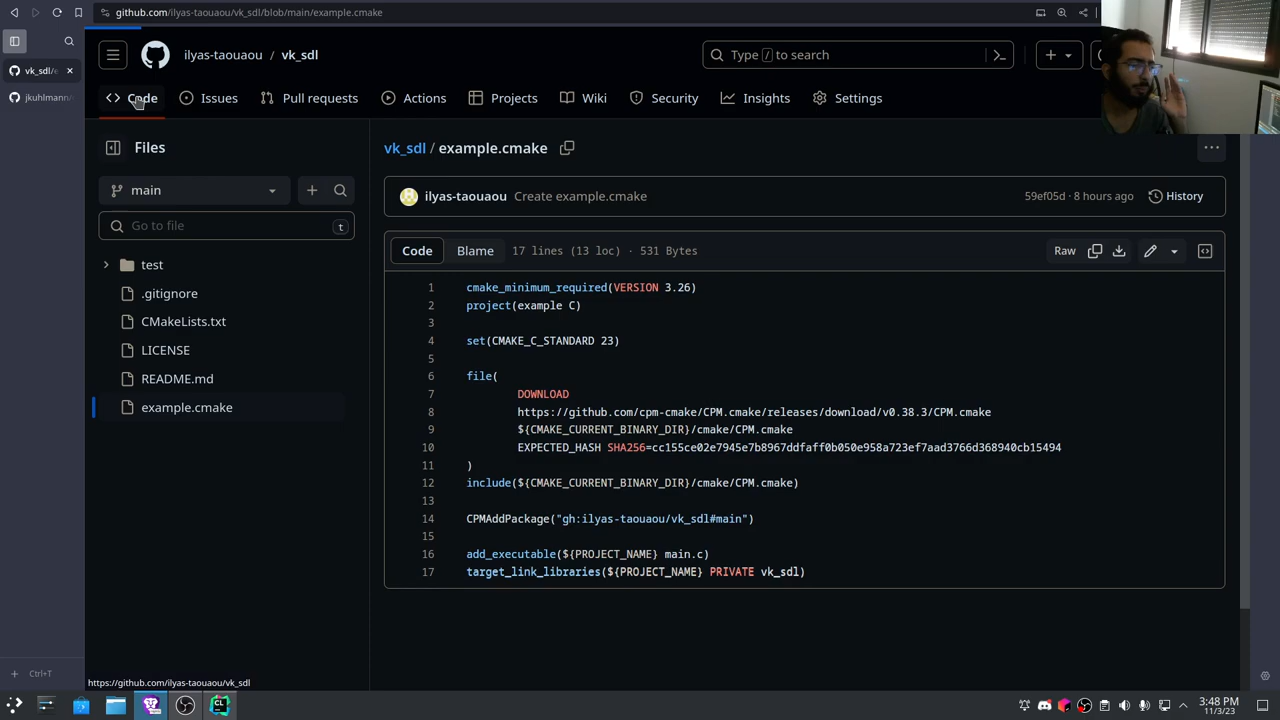 github.com/ilyas-taouaou/vk_sdl/blob/main/example.cmake
vk_sdl/e
jkuhlmann/
ilyas-taouaou / vk_sdl
Type / to search
Code Issues Pull requests Actions Projects Wiki Security Insights Settings
Files
main
Go to file t
test
.gitignore
CMakeLists.txt
LICENSE
README.md
example.cmake
vk_sdl / example.cmake
ilyas-taouaou Create example.cmake 59ef05d · 8 hours ago History
Code Blame 17 lines (13 loc) · 531 Bytes Raw
1 cmake_minimum_required(VERSION 3.26)
2 project(example C)
3
4 set(CMAKE_C_STANDARD 23)
5
6 file(
7 DOWNLOAD
8 https://github.com/cpm-cmake/CPM.cmake/releases/download/v0.38.3/CPM.cmake
9 ${CMAKE_CURRENT_BINARY_DIR}/cmake/CPM.cmake
10 EXPECTED_HASH SHA256=cc155ce02e7945e7b8967ddfaff0b050e958a723ef7aad3766d368940cb15494
11 )
12 include(${CMAKE_CURRENT_BINARY_DIR}/cmake/CPM.cmake)
13
14 CPMAddPackage("gh:ilyas-taouaou/vk_sdl#main")
15
16 add_executable(${PROJECT_NAME} main.c)
17 target_link_libraries(${PROJECT_NAME} PRIVATE vk_sdl)
Ctrl+T
https://github.com/ilyas-taouaou/vk_sdl
CL
3:48 PM
11/3/23